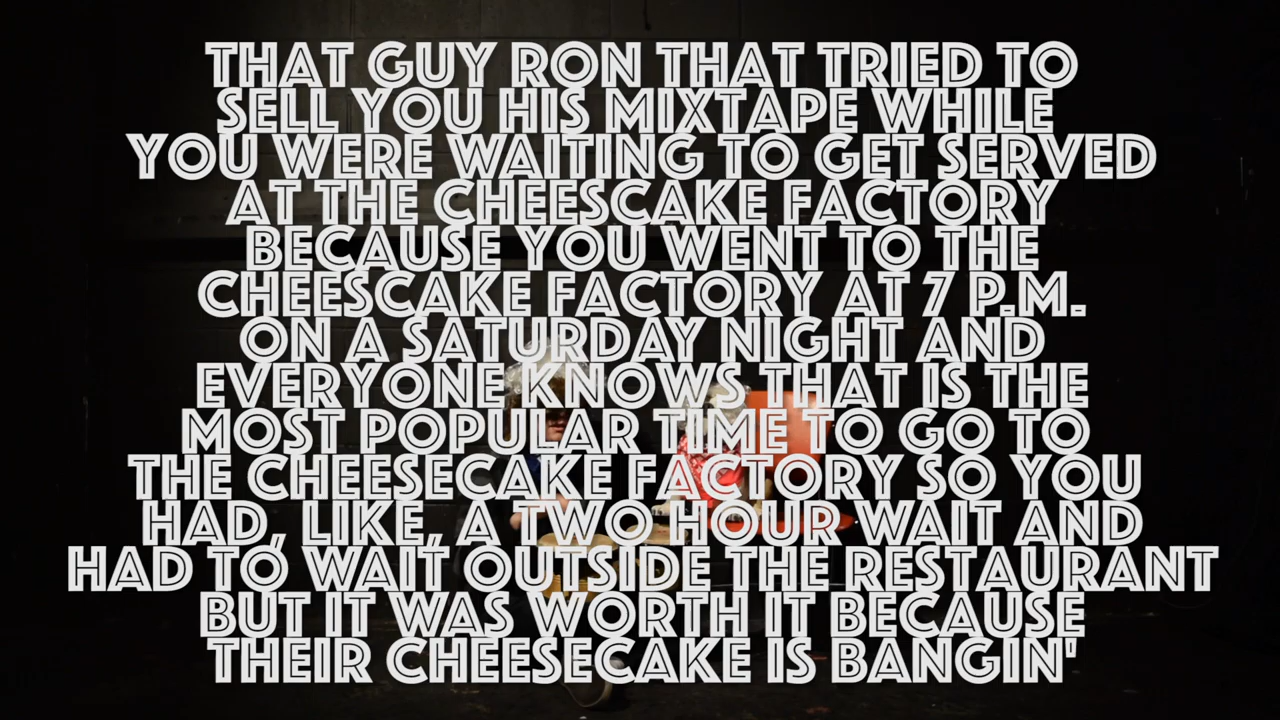 THAT GUY RON THAT TRIED TO
SELL YOU HIS MIXTAPE WHILE
YOU WERE WAITING TO GET SERVED
AT THE CHEESCAKE FACTORY
BECAUSE YOU WENT TO THE
CHEESCAKE FACTORY AT 7 P.M.
ON A SATURDAY NIGHT AND
EVERYONE KNOWS THAT IS THE
MOST POPULAR TIME TO GO TO
THE CHEESECAKE FACTORY SO YOU
HAD, LIKE, A TWO HOUR WAIT AND
HAD TO WAIT OUTSIDE THE RESTAURANT
BUT IT WAS WORTH IT BECAUSE
THEIR CHEESECAKE IS BANGIN'